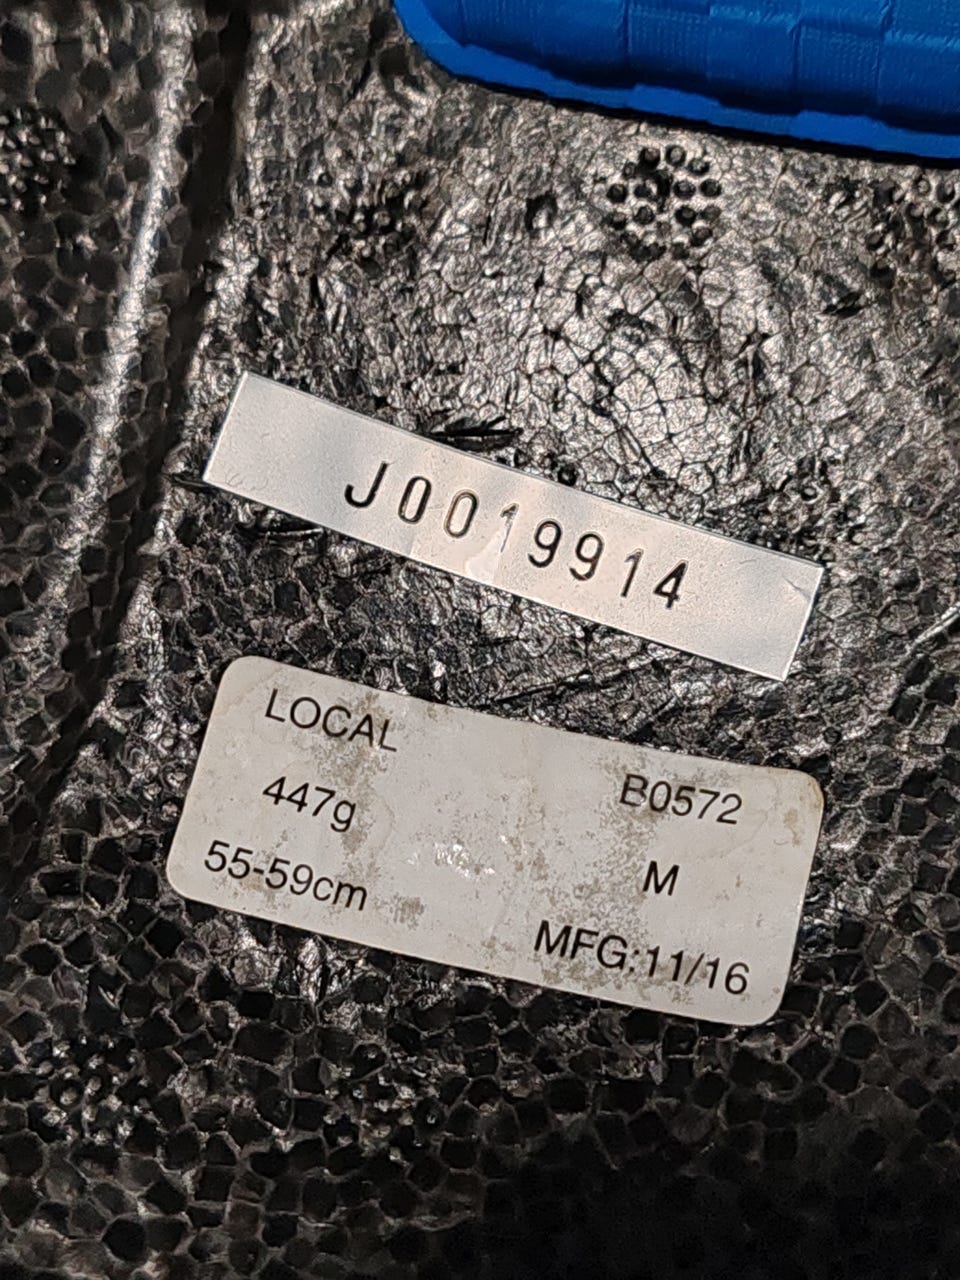 J0019914
LOCAL
447g
55-59cm
B0572
M
MFG:11/16